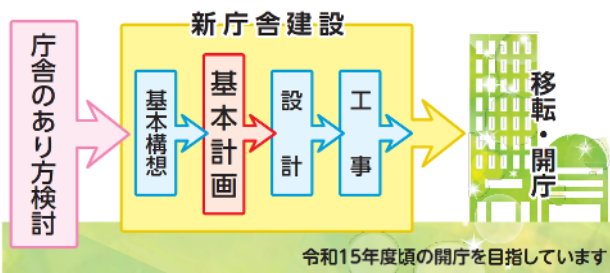 新庁舎建設
庁舎のあり方検討
基本構想
基本計画
設計
工事
移転・開庁
令和15年度頃の開庁を目指しています